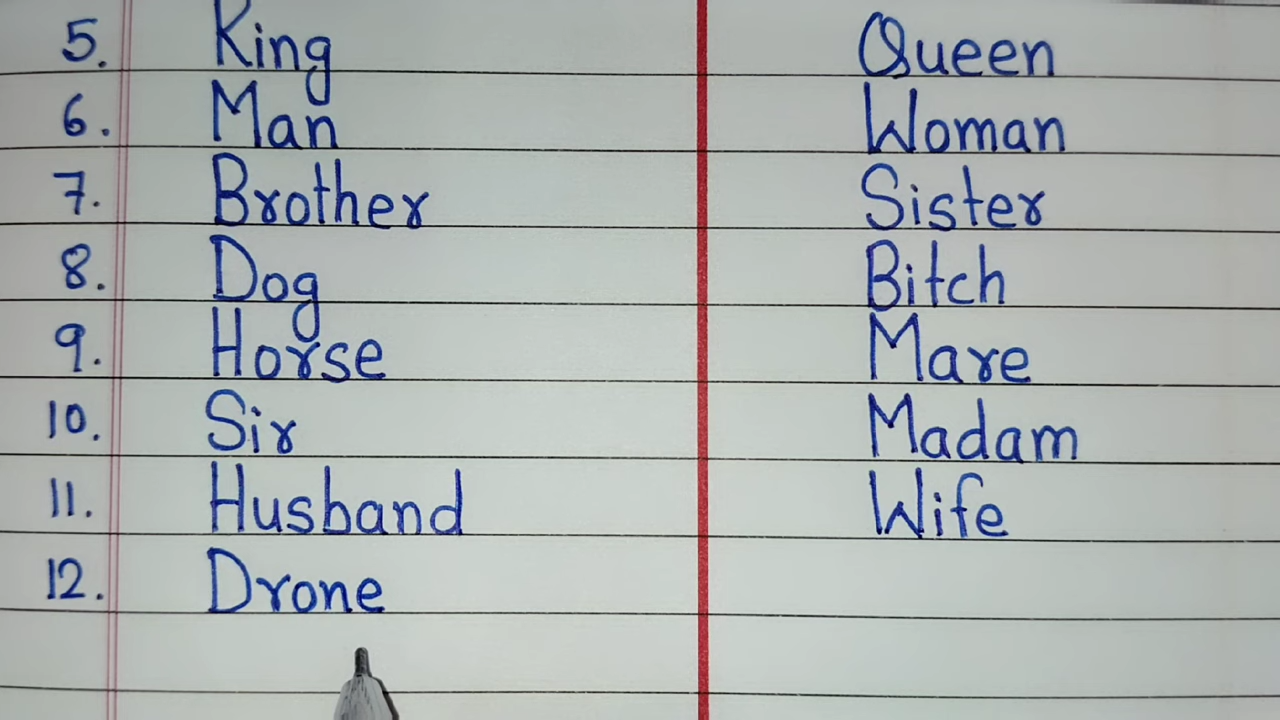 5. King Queen
6. Man Woman
7. Brother Sister
8. Dog Bitch
9. Horse Mare
10. Sir Madam
11. Husband Wife
12. Drone